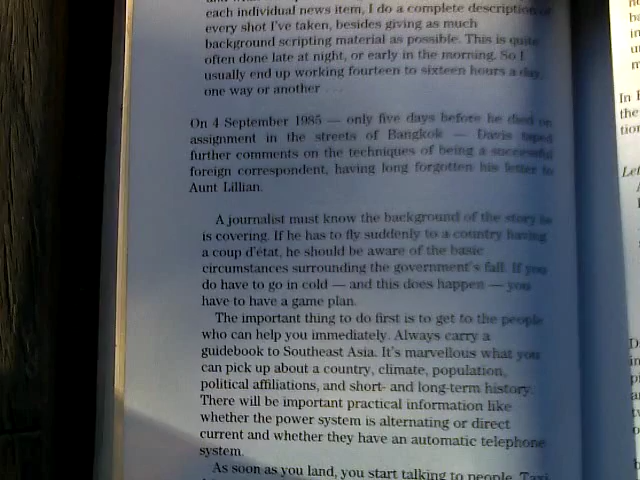 each individual news item, I do a complete description of
every shot I've taken, besides giving as much
background scripting material as possible. This is quite
often done late at night, or early in the morning. So I
usually end up working fourteen to sixteen hours a day,
one way or another ...
On 4 September 1985 — only five days before he died on
assignment in the streets of Bangkok — Davis taped
further comments on the techniques of being a successful
foreign correspondent, having long forgotten his letter to
Aunt Lillian.
A journalist must know the background of the story he
is covering. If he has to fly suddenly to a country having
a coup d'état, he should be aware of the basic
circumstances surrounding the government's fall. If you
do have to go in cold — and this does happen — you
have to have a game plan.
The important thing to do first is to get to the people
who can help you immediately. Always carry a
guidebook to Southeast Asia. It's marvellous what you
can pick up about a country, climate, population,
political affiliations, and short- and long-term history.
There will be important practical information like
whether the power system is alternating or direct
current and whether they have an automatic telephone
system.
As soon as you land, you start talking to people. Taxi
In
the